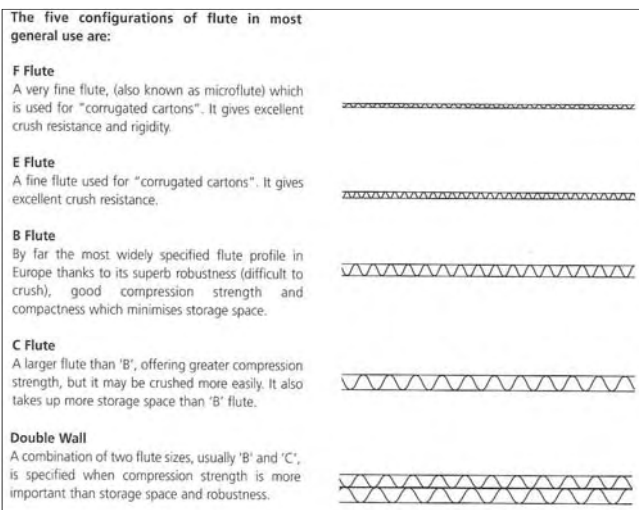 The five configurations of flute in most
general use are:
F Flute
A very fine flute, (also known as microflute) which
is used for "corrugated cartons". It gives excellent
crush resistance and rigidity.
E Flute
A fine flute used for "corrugated cartons". It gives
excellent crush resistance.
B Flute
By far the most widely specified flute profile in
Europe thanks to its superb robustness (difficult to
crush), good compression strength and
compactness which minimises storage space.
C Flute
A larger flute than 'B', offering greater compression
strength, but it may be crushed more easily. It also
takes up more storage space than 'B' flute.
Double Wall
A combination of two flute sizes, usually 'B' and 'C',
is specified when compression strength is more
important than storage space and robustness.